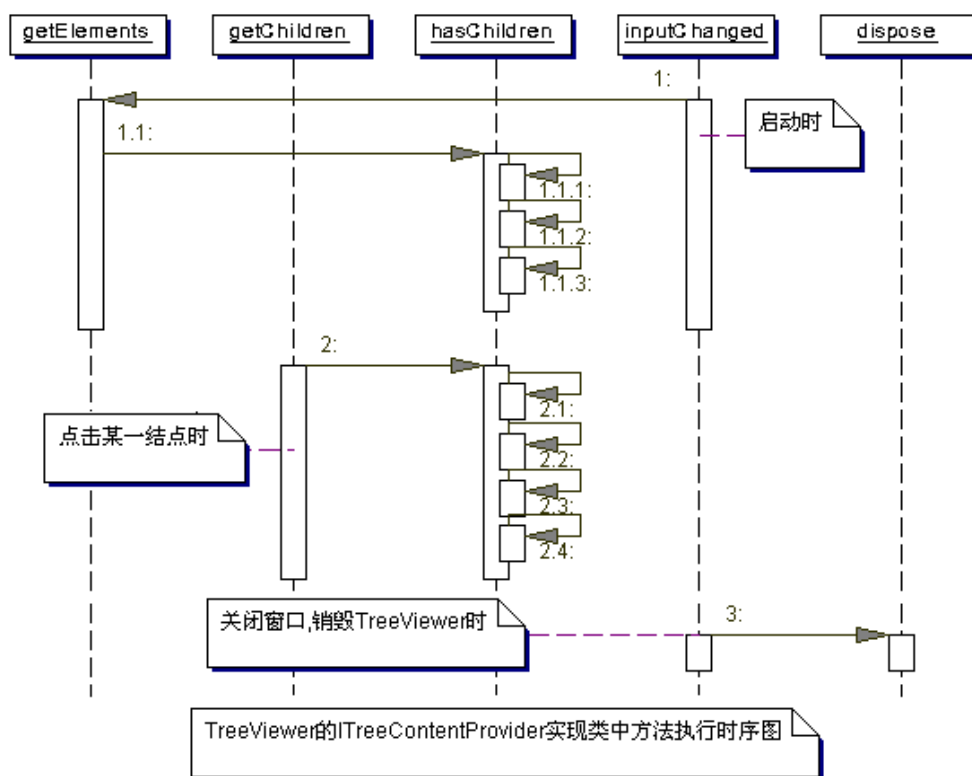 getElements
getChildren
hasChildren
inputChanged
dispose
1:
启动时
1.1:
1.1.1:
1.1.2:
1.1.3:
2:
点击某一结点时
2.1:
2.2:
2.3:
2.4:
关闭窗口,销毁TreeViewer时
3:
TreeViewer的ITreeContentProvider实现类中方法执行时序图